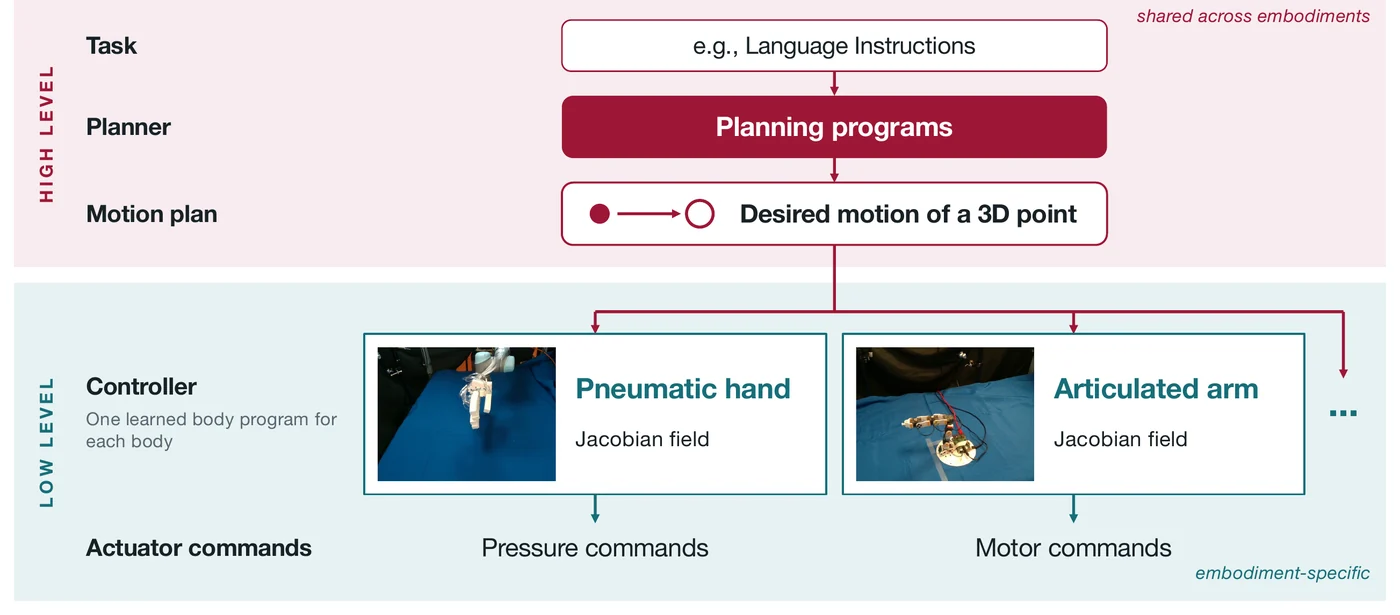 shared across embodiments
Task
e.g., Language Instructions
HIGH LEVEL
Planner
Planning programs
Motion plan
Desired motion of a 3D point
LOW LEVEL
Controller
One learned body program for
each body
Pneumatic hand
Jacobian field
Articulated arm
Jacobian field
...
Actuator commands
Pressure commands
Motor commands
embodiment-specific